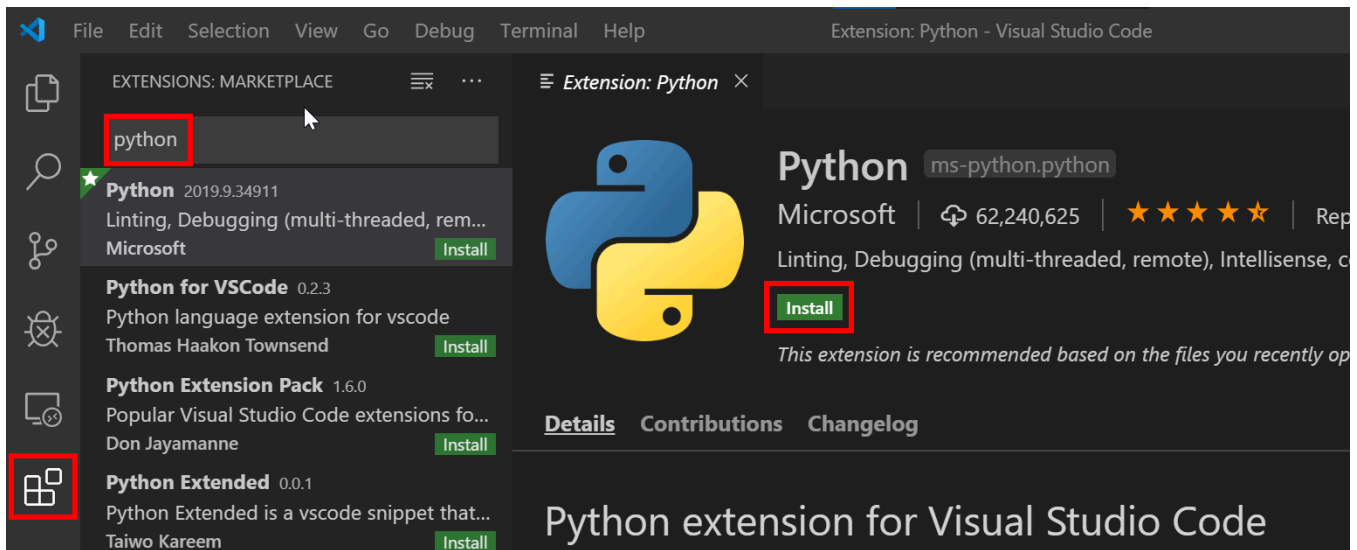 File Edit Selection View Go Debug Terminal Help
Extension: Python - Visual Studio Code
EXTENSIONS: MARKETPLACE
python
Python 2019.9.34911
Linting, Debugging (multi-threaded, rem...
Microsoft Install
Python for VSCode 0.2.3
Python language extension for vscode
Thomas Haakon Townsend Install
Python Extension Pack 1.6.0
Popular Visual Studio Code extensions fo...
Don Jayamanne Install
Python Extended 0.0.1
Python Extended is a vscode snippet that...
Taiwo Kareem Install
Extension: Python
Python ms-python.python
Microsoft 62,240,625 Rep
Linting, Debugging (multi-threaded, remote), Intellisense, c
Install
This extension is recommended based on the files you recently op
Details Contributions Changelog
Python extension for Visual Studio Code